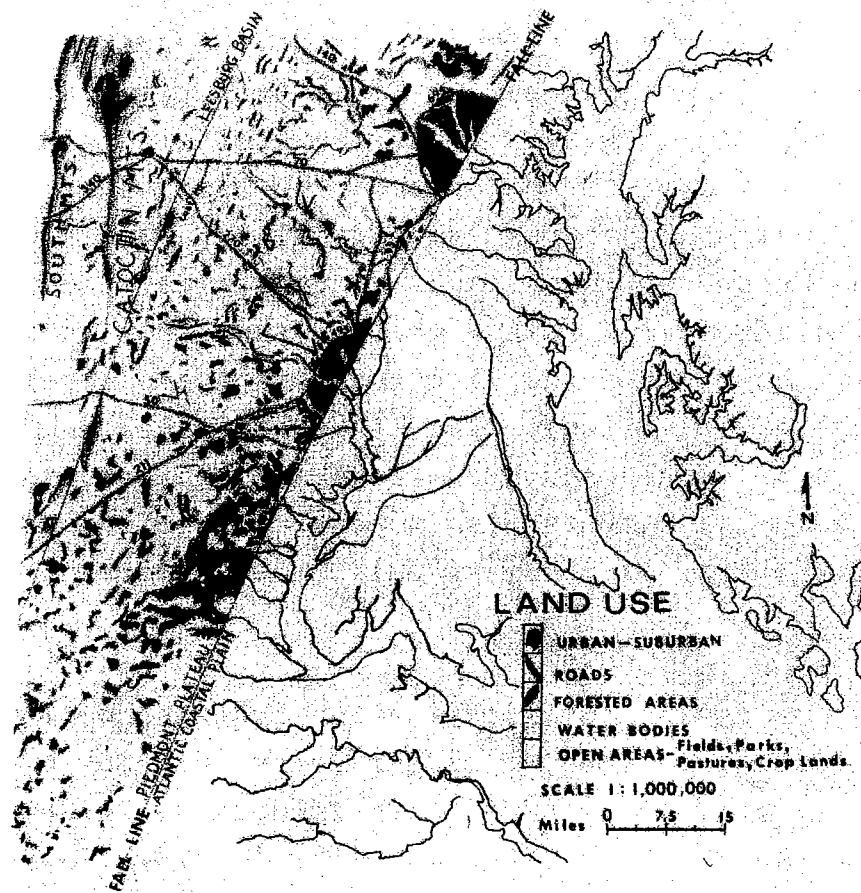 LEESBURG BASIN
FALL LINE
SOUTH MTS
CATOCTIN MTS
LAND USE
URBAN-SUBURBAN
ROADS
FORESTED AREAS
WATER BODIES
OPEN AREAS-Fields, Parks,
Pastures, Crop Lands
SCALE 1:1,000,000
Miles 0 7.5 15
N
FALL LINE PIEDMONT PLATEAU
ATLANTIC COASTAL PLAIN